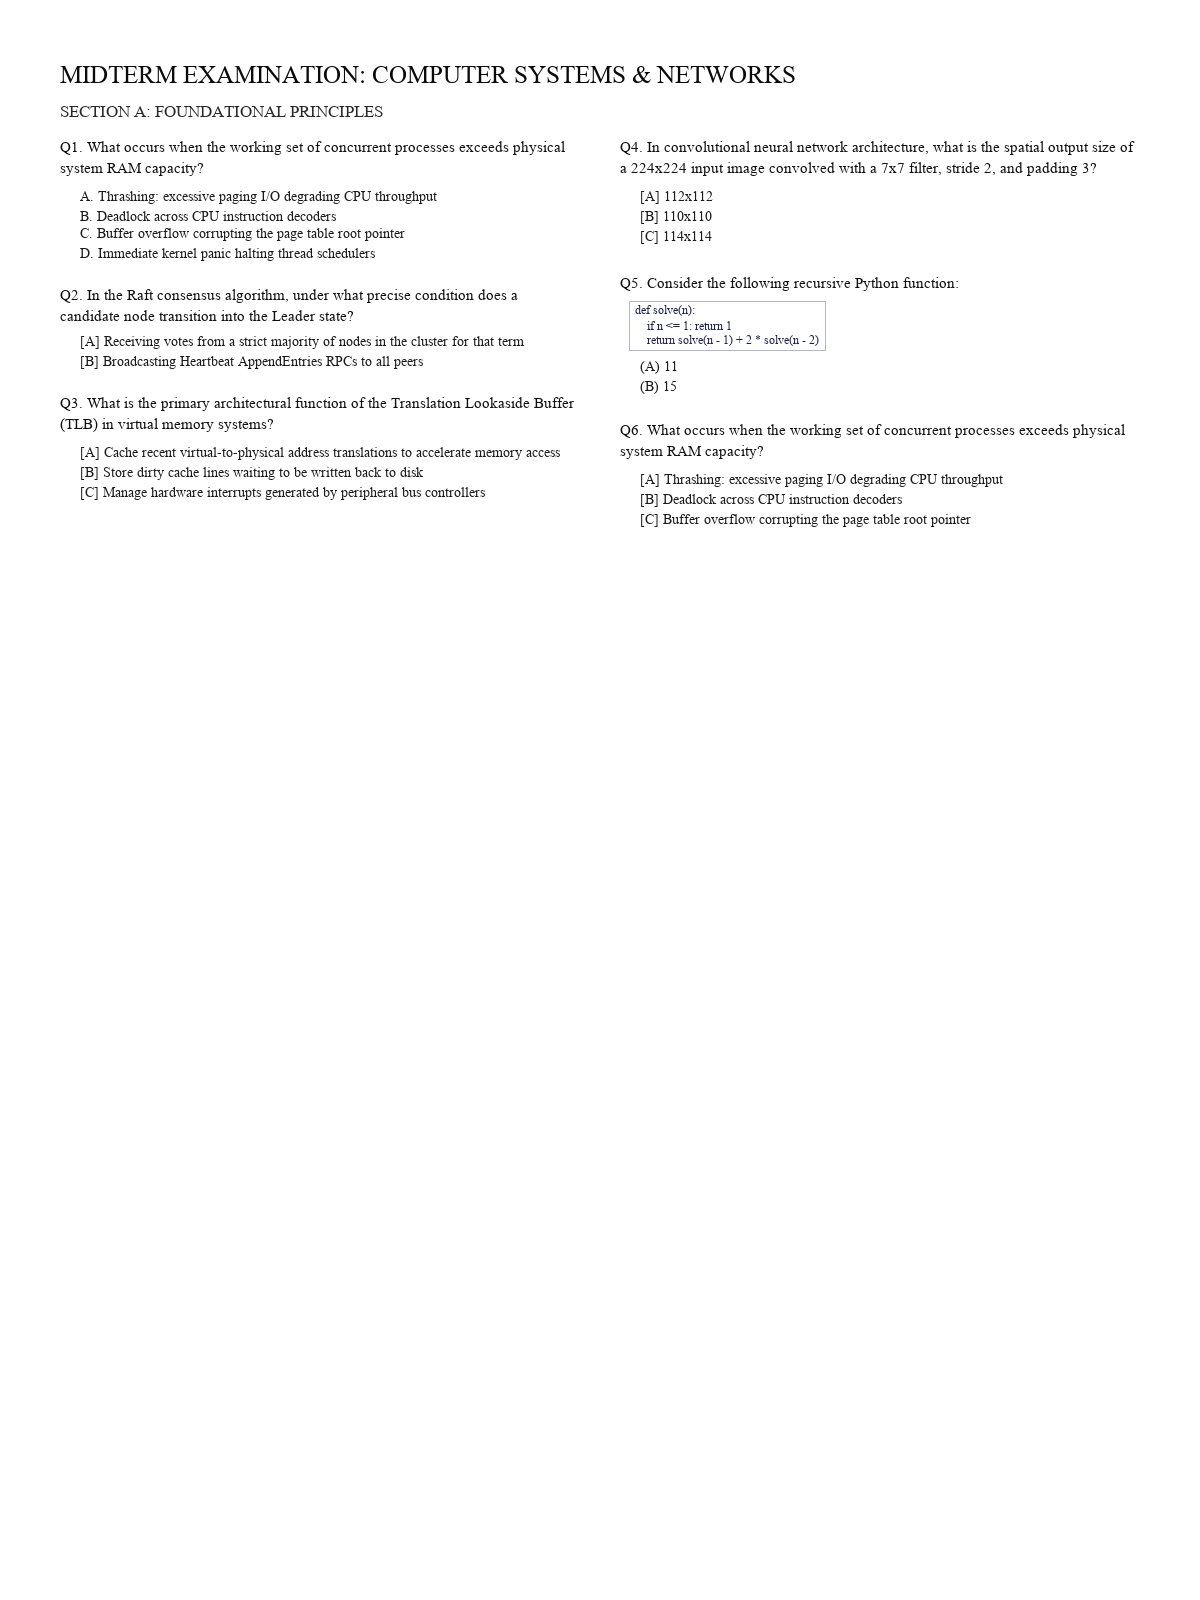 MIDTERM EXAMINATION: COMPUTER SYSTEMS & NETWORKS
SECTION A: FOUNDATIONAL PRINCIPLES
Q1. What occurs when the working set of concurrent processes exceeds physical
system RAM capacity?
A. Thrashing: excessive paging I/O degrading CPU throughput
B. Deadlock across CPU instruction decoders
C. Buffer overflow corrupting the page table root pointer
D. Immediate kernel panic halting thread schedulers
Q2. In the Raft consensus algorithm, under what precise condition does a
candidate node transition into the Leader state?
[A] Receiving votes from a strict majority of nodes in the cluster for that term
[B] Broadcasting Heartbeat AppendEntries RPCs to all peers
Q3. What is the primary architectural function of the Translation Lookaside Buffer
(TLB) in virtual memory systems?
[A] Cache recent virtual-to-physical address translations to accelerate memory access
[B] Store dirty cache lines waiting to be written back to disk
[C] Manage hardware interrupts generated by peripheral bus controllers
Q4. In convolutional neural network architecture, what is the spatial output size of
a 224x224 input image convolved with a 7x7 filter, stride 2, and padding 3?
[A] 112x112
[B] 110x110
[C] 114x114
Q5. Consider the following recursive Python function:
def solve(n):
if n <= 1: return 1
return solve(n - 1) + 2 * solve(n - 2)
(A) 11
(B) 15
Q6. What occurs when the working set of concurrent processes exceeds physical
system RAM capacity?
[A] Thrashing: excessive paging I/O degrading CPU throughput
[B] Deadlock across CPU instruction decoders
[C] Buffer overflow corrupting the page table root pointer